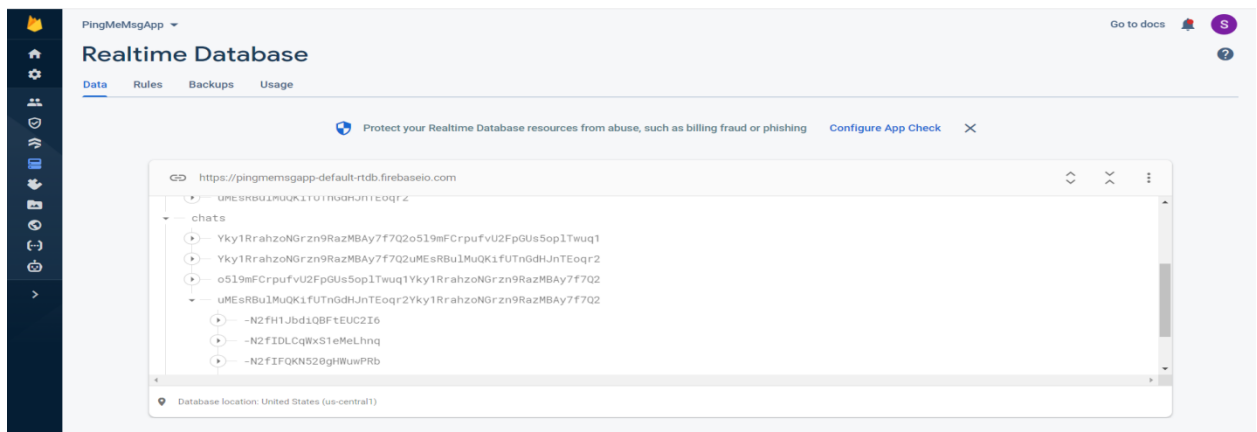 PingMeMsgApp
Go to docs
S
Realtime Database
Data Rules Backups Usage
Protect your Realtime Database resources from abuse, such as billing fraud or phishing Configure App Check
https://pingmemsgapp-default-rtdb.firebaseio.com
uMEsRBulMuQKifUTnGdHJnTEoqr2
chats
Yky1RrahzoNGrzn9RazMBAy7f7Q2o5l9mFCrpufvU2FpGUs5oplTwuq1
Yky1RrahzoNGrzn9RazMBAy7f7Q2uMEsRBulMuQKifUTnGdHJnTEoqr2
o5l9mFCrpufvU2FpGUs5oplTwuq1Yky1RrahzoNGrzn9RazMBAy7f7Q2
uMEsRBulMuQKifUTnGdHJnTEoqr2Yky1RrahzoNGrzn9RazMBAy7f7Q2
-N2fH1JbdiQBFtEUC2I6
-N2fIDLCqWxS1eMeLhnq
-N2fIFQKN520gHWuwPRb
Database location: United States (us-central1)